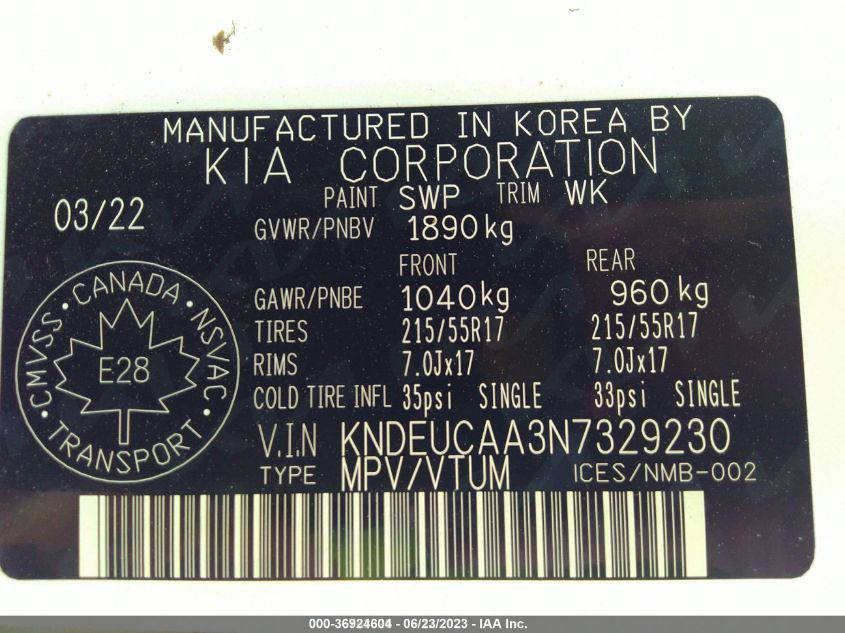 MANUFACTURED IN KOREA BY
KIA CORPORATION
PAINT SWP TRIM WK
03/22
GVWR/PNBV 1890kg
FRONT REAR
GAWR/PNBE 1040kg 960kg
TIRES 215/55R17 215/55R17
RIMS 7.0Jx17 7.0Jx17
COLD TIRE INFL 35psi SINGLE 33psi SINGLE
V.I.N KNDEUCAA3N7329230
TYPE MPV/VTUM ICES/NMB-002
CMVSS · CANADA · NSVAC · TRANSPORT ·
E28
000-36924604 - 06/23/2023 - IAA Inc.